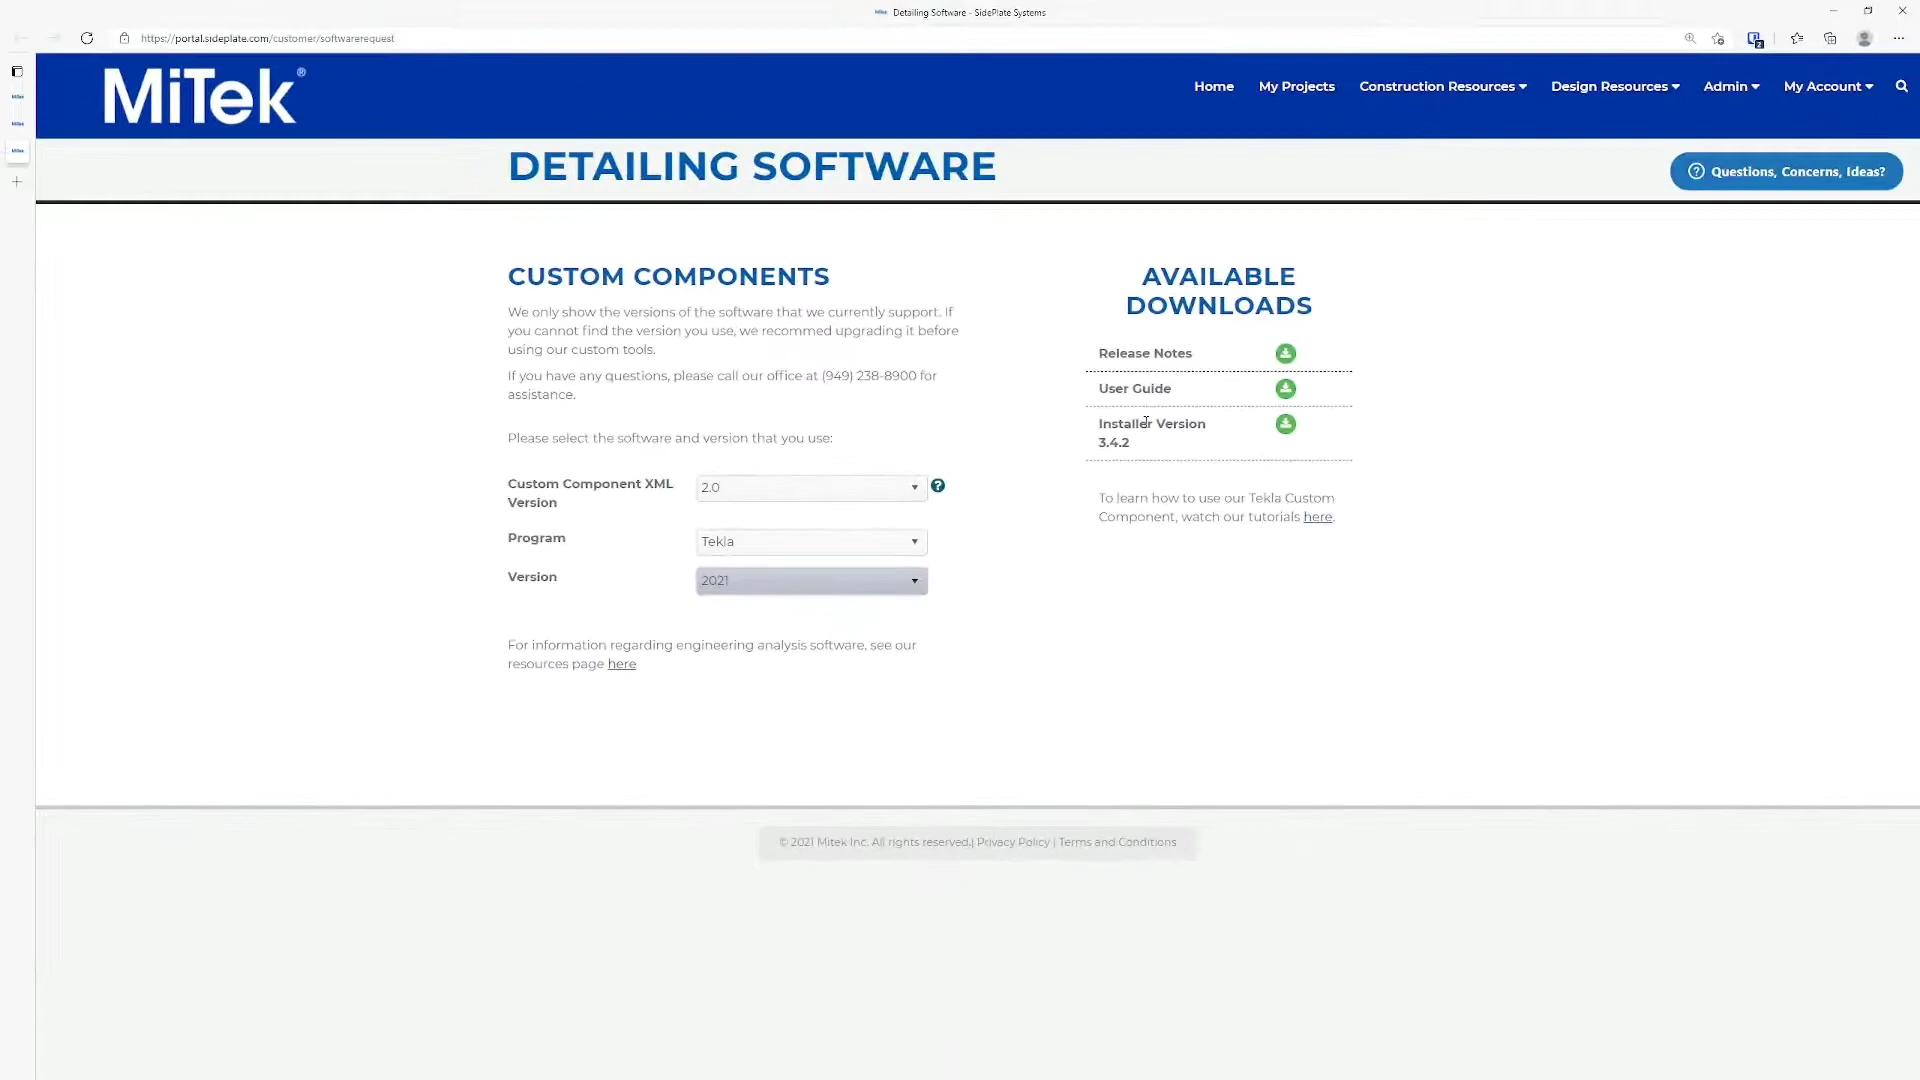 Detailing Software - SidePlate Systems
https://portal.sideplate.com/customer/softwarerequest
MiTek®
Home
My Projects
Construction Resources
Design Resources
Admin
My Account
DETAILING SOFTWARE
Questions, Concerns, Ideas?
CUSTOM COMPONENTS
We only show the versions of the software that we currently support. If
you cannot find the version you use, we recommed upgrading it before
using our custom tools.
If you have any questions, please call our office at (949) 238-8900 for
assistance.
Please select the software and version that you use:
Custom Component XML
Version
2.0
Program
Tekla
Version
2021
For information regarding engineering analysis software, see our
resources page here
AVAILABLE
DOWNLOADS
Release Notes
User Guide
Installer Version
3.4.2
To learn how to use our Tekla Custom
Component, watch our tutorials here.
© 2021 Mitek Inc. All rights reserved.| Privacy Policy | Terms and Conditions